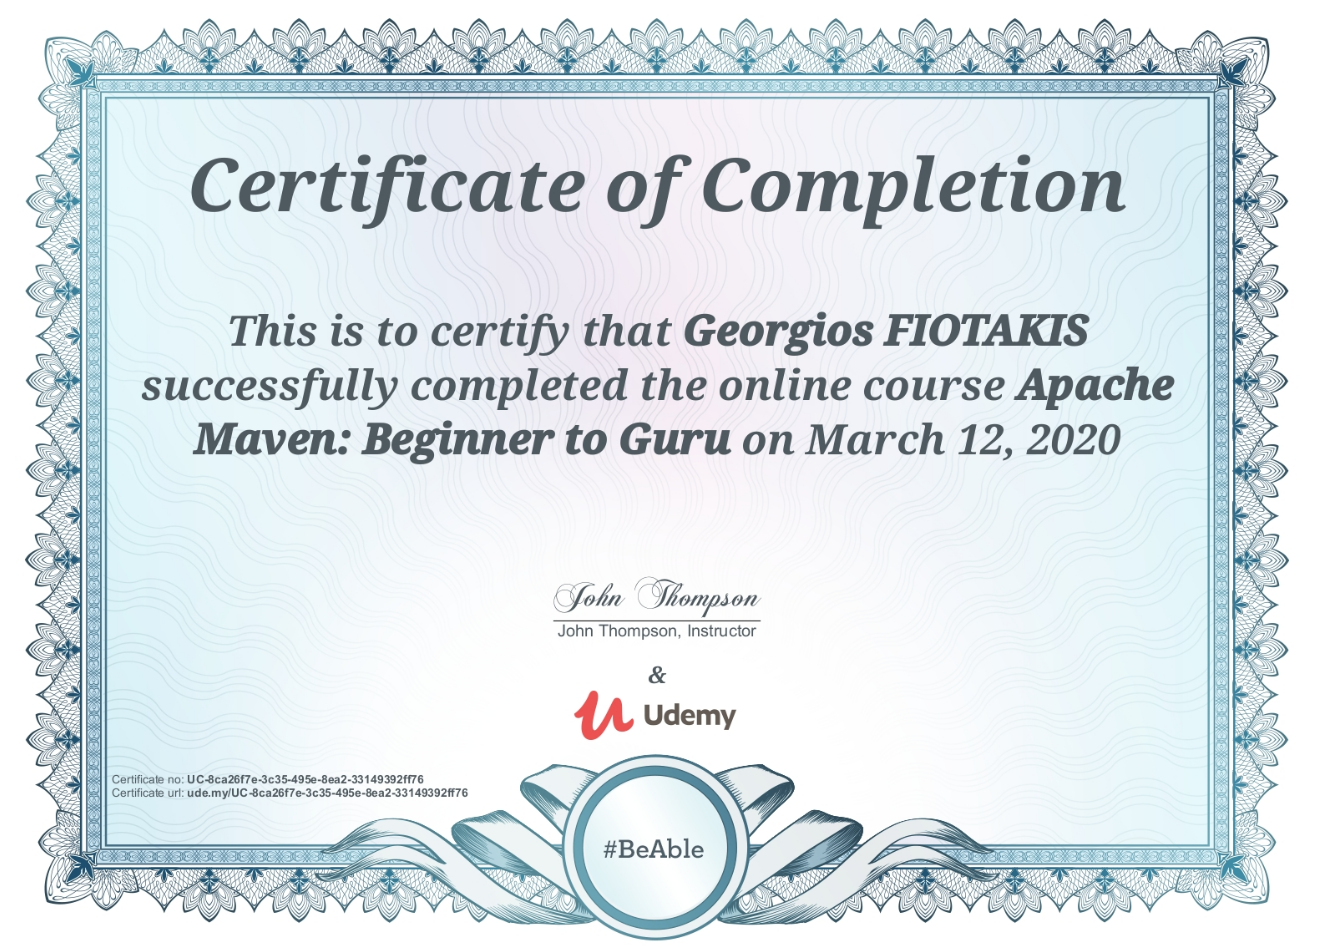 Certificate of Completion
This is to certify that Georgios FIOTAKIS
successfully completed the online course Apache
Maven: Beginner to Guru on March 12, 2020
John Thompson
John Thompson, Instructor
&
Udemy
Certificate no: UC-8ca26f7e-3c35-495e-8ea2-33149392ff76
Certificate url: ude.my/UC-8ca26f7e-3c35-495e-8ea2-33149392ff76
#BeAble